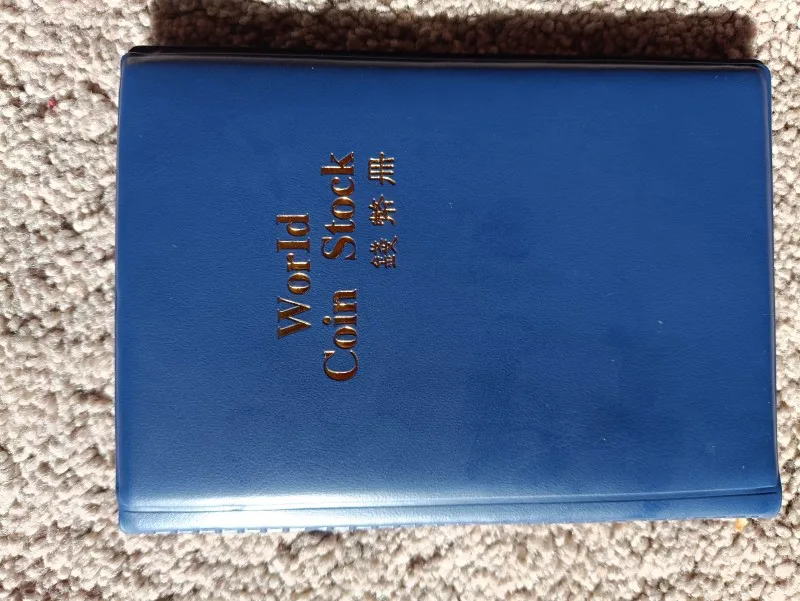 World
Coin Stock
錢幣冊